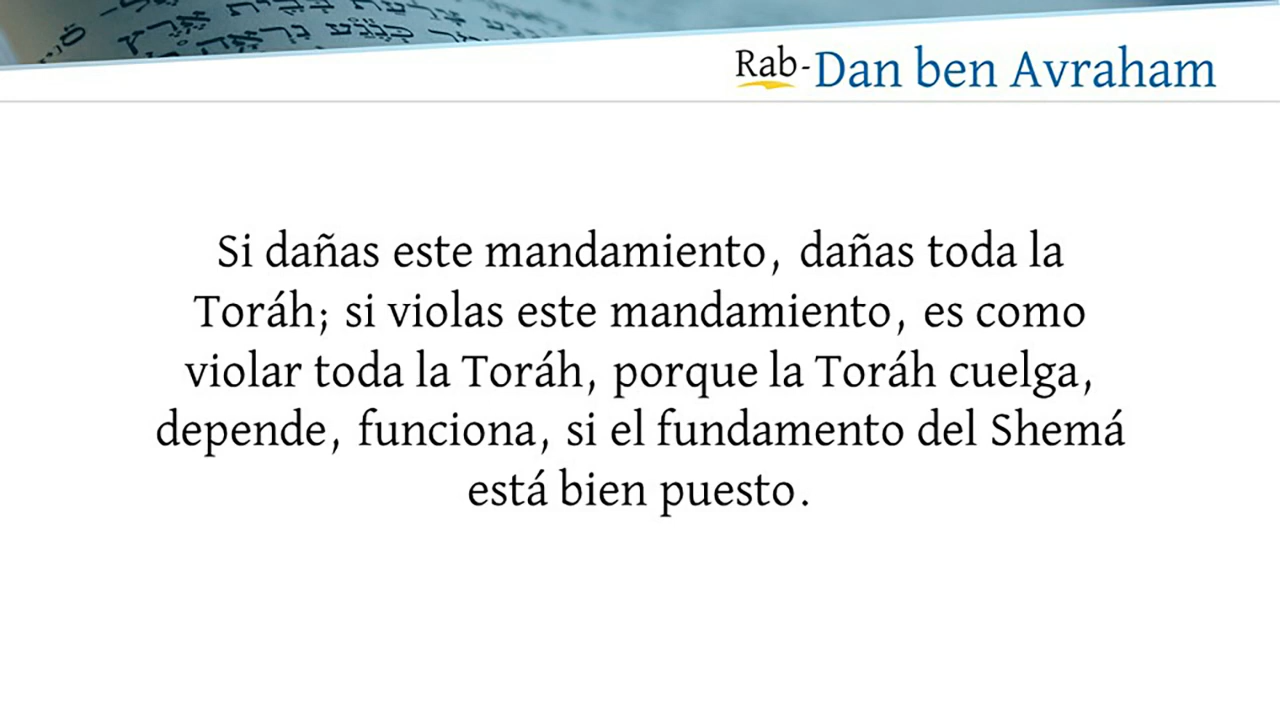 Rab-Dan ben Avraham
Si dañas este mandamiento, dañas toda la
Toráh; si violas este mandamiento, es como
violar toda la Toráh, porque la Toráh cuelga,
depende, funciona, si el fundamento del Shemá
está bien puesto.